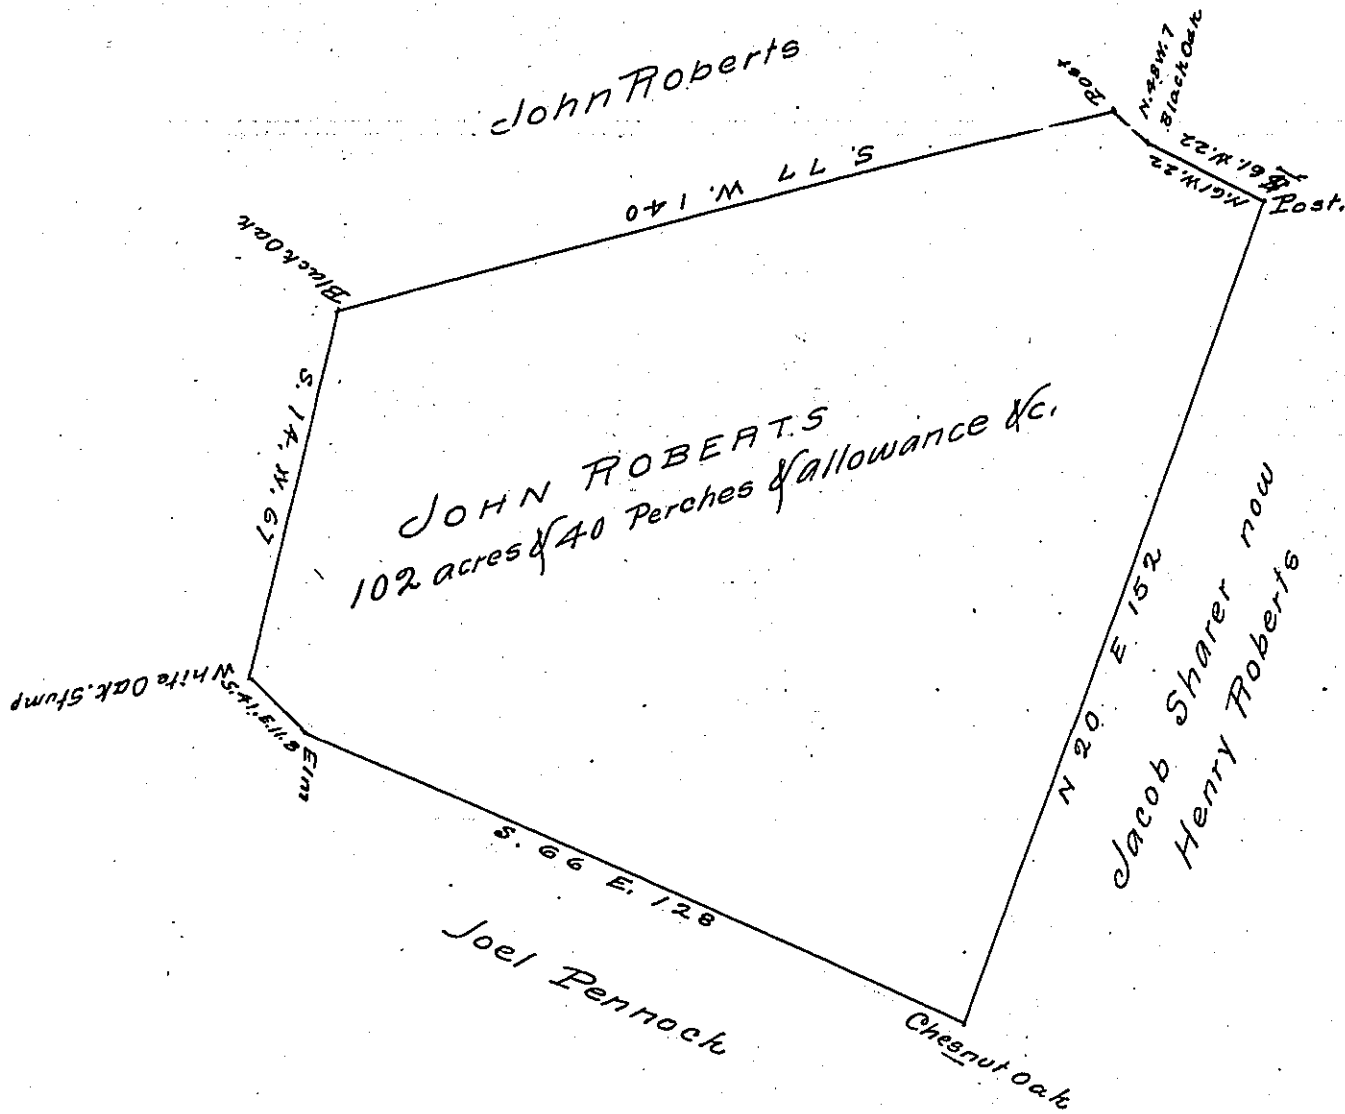 John Roberts
Post
N.48W.7
Black Oak
61.W.22
N.61W.22
Post.
S. 77 W. 140
Black Oak
S. 14. W. 67
JOHN ROBERTS
102 acres & 40 Perches & allowance &c.
White Oak. Stump
Elm
S. 66 E. 128
Joel Pennock
Chesnut oak
N 20 E 152
Jacob Sharer now
Henry Roberts